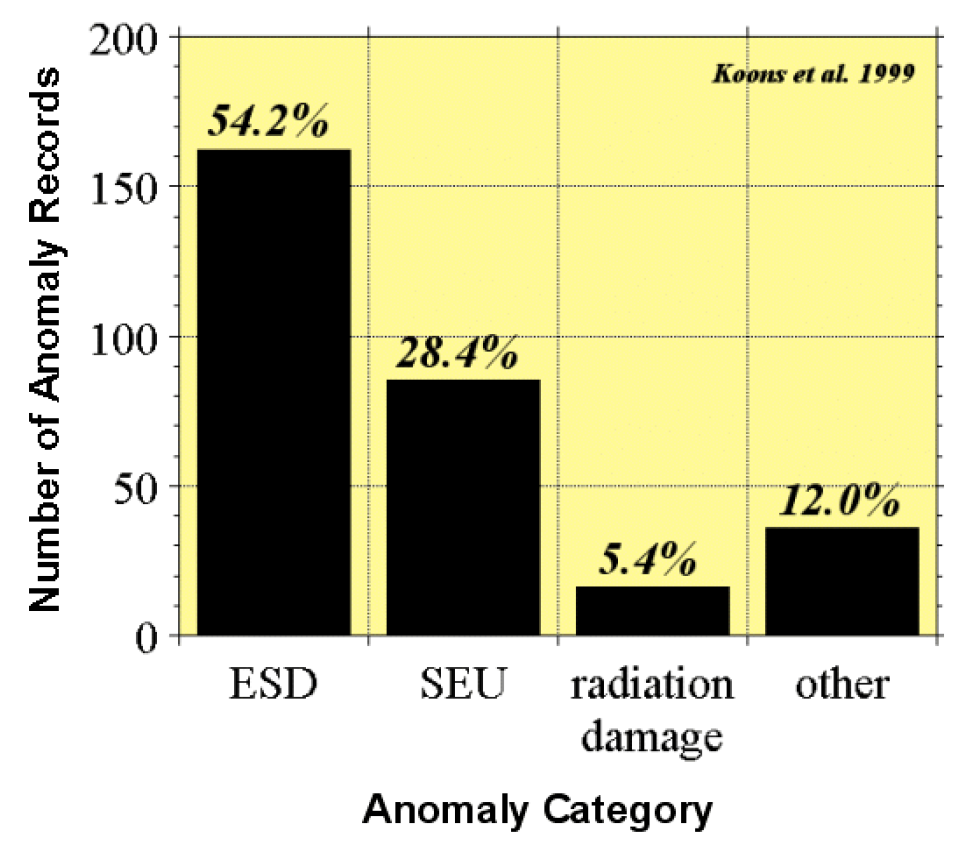 Number of Anomaly Records
200
150
100
50
0
Koons et al. 1999
54.2%
28.4%
5.4%
12.0%
ESD
SEU
radiation
damage
other
Anomaly Category